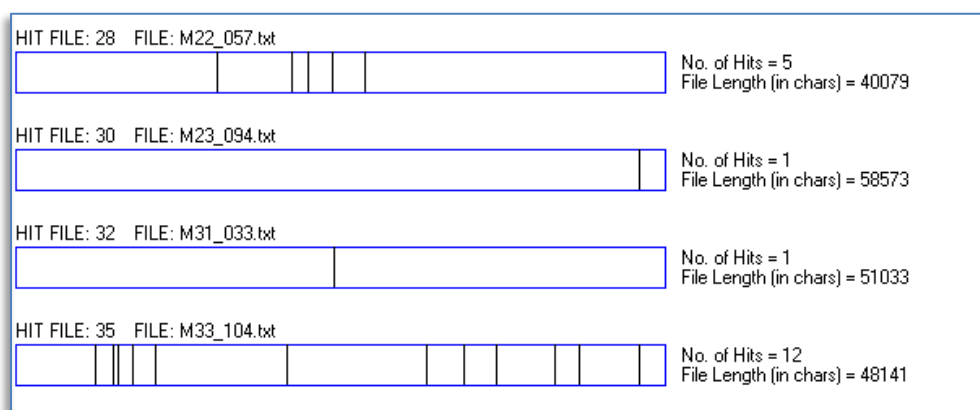 HIT FILE: 28 FILE: M22_057.txt
No. of Hits = 5
File Length (in chars) = 40079
HIT FILE: 30 FILE: M23_094.txt
No. of Hits = 1
File Length (in chars) = 58573
HIT FILE: 32 FILE: M31_033.txt
No. of Hits = 1
File Length (in chars) = 51033
HIT FILE: 35 FILE: M33_104.txt
No. of Hits = 12
File Length (in chars) = 48141